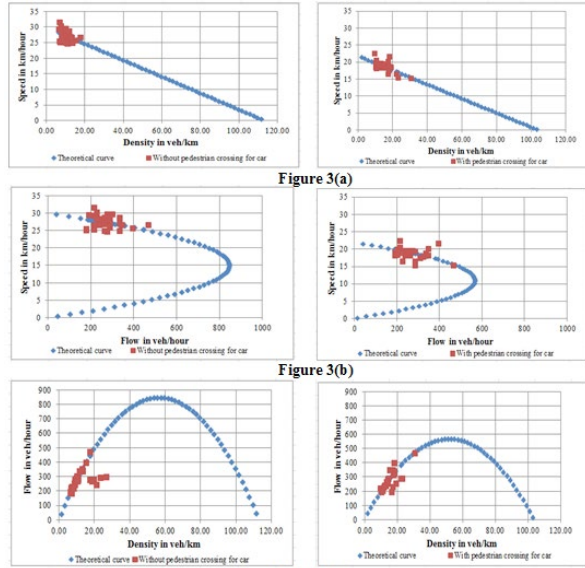 35
30
25
20
15
10
5
0
Speed in km/hour
0.00 20.00 40.00 60.00 80.00 100.00 120.00
Density in veh/km
Theoretical curve Without pedestrian crossing for car
25
20
15
10
5
0
Speed in km/hour
0.00 20.00 40.00 60.00 80.00 100.00 120.00
Density in veh/km
Theoretical curve With pedestrian crossing for car
Figure 3(a)
35
30
25
20
15
10
5
0
Speed in km/hour
0 200 400 600 800 1000
Flow in veh/hour
Theoretical curve Without pedestrian crossing for car
25
20
15
10
5
0
Speed in km/hour
0 200 400 600 800 1000
Flow in veh/hour
Theoretical curve With pedestrian crossing for car
Figure 3(b)
900
800
700
600
500
400
300
200
100
0
Flow in veh/hour
0.00 20.00 40.00 60.00 80.00 100.00 120.00
Density in veh/km
Theoretical curve Without pedestrian crossing for car
900
800
700
600
500
400
300
200
100
0
Flow in veh/hour
0.00 20.00 40.00 60.00 80.00 100.00 120.00
Density in veh/km
Theoretical curve With pedestrian crossing for car